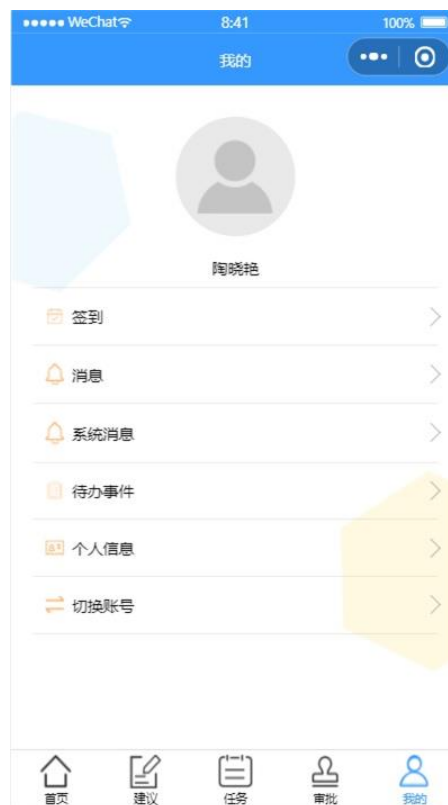 WeChat 8:41 100%
我的
陶晓艳
签到
消息
系统消息
待办事件
个人信息
切换账号
首页 建议 任务 审批 我的